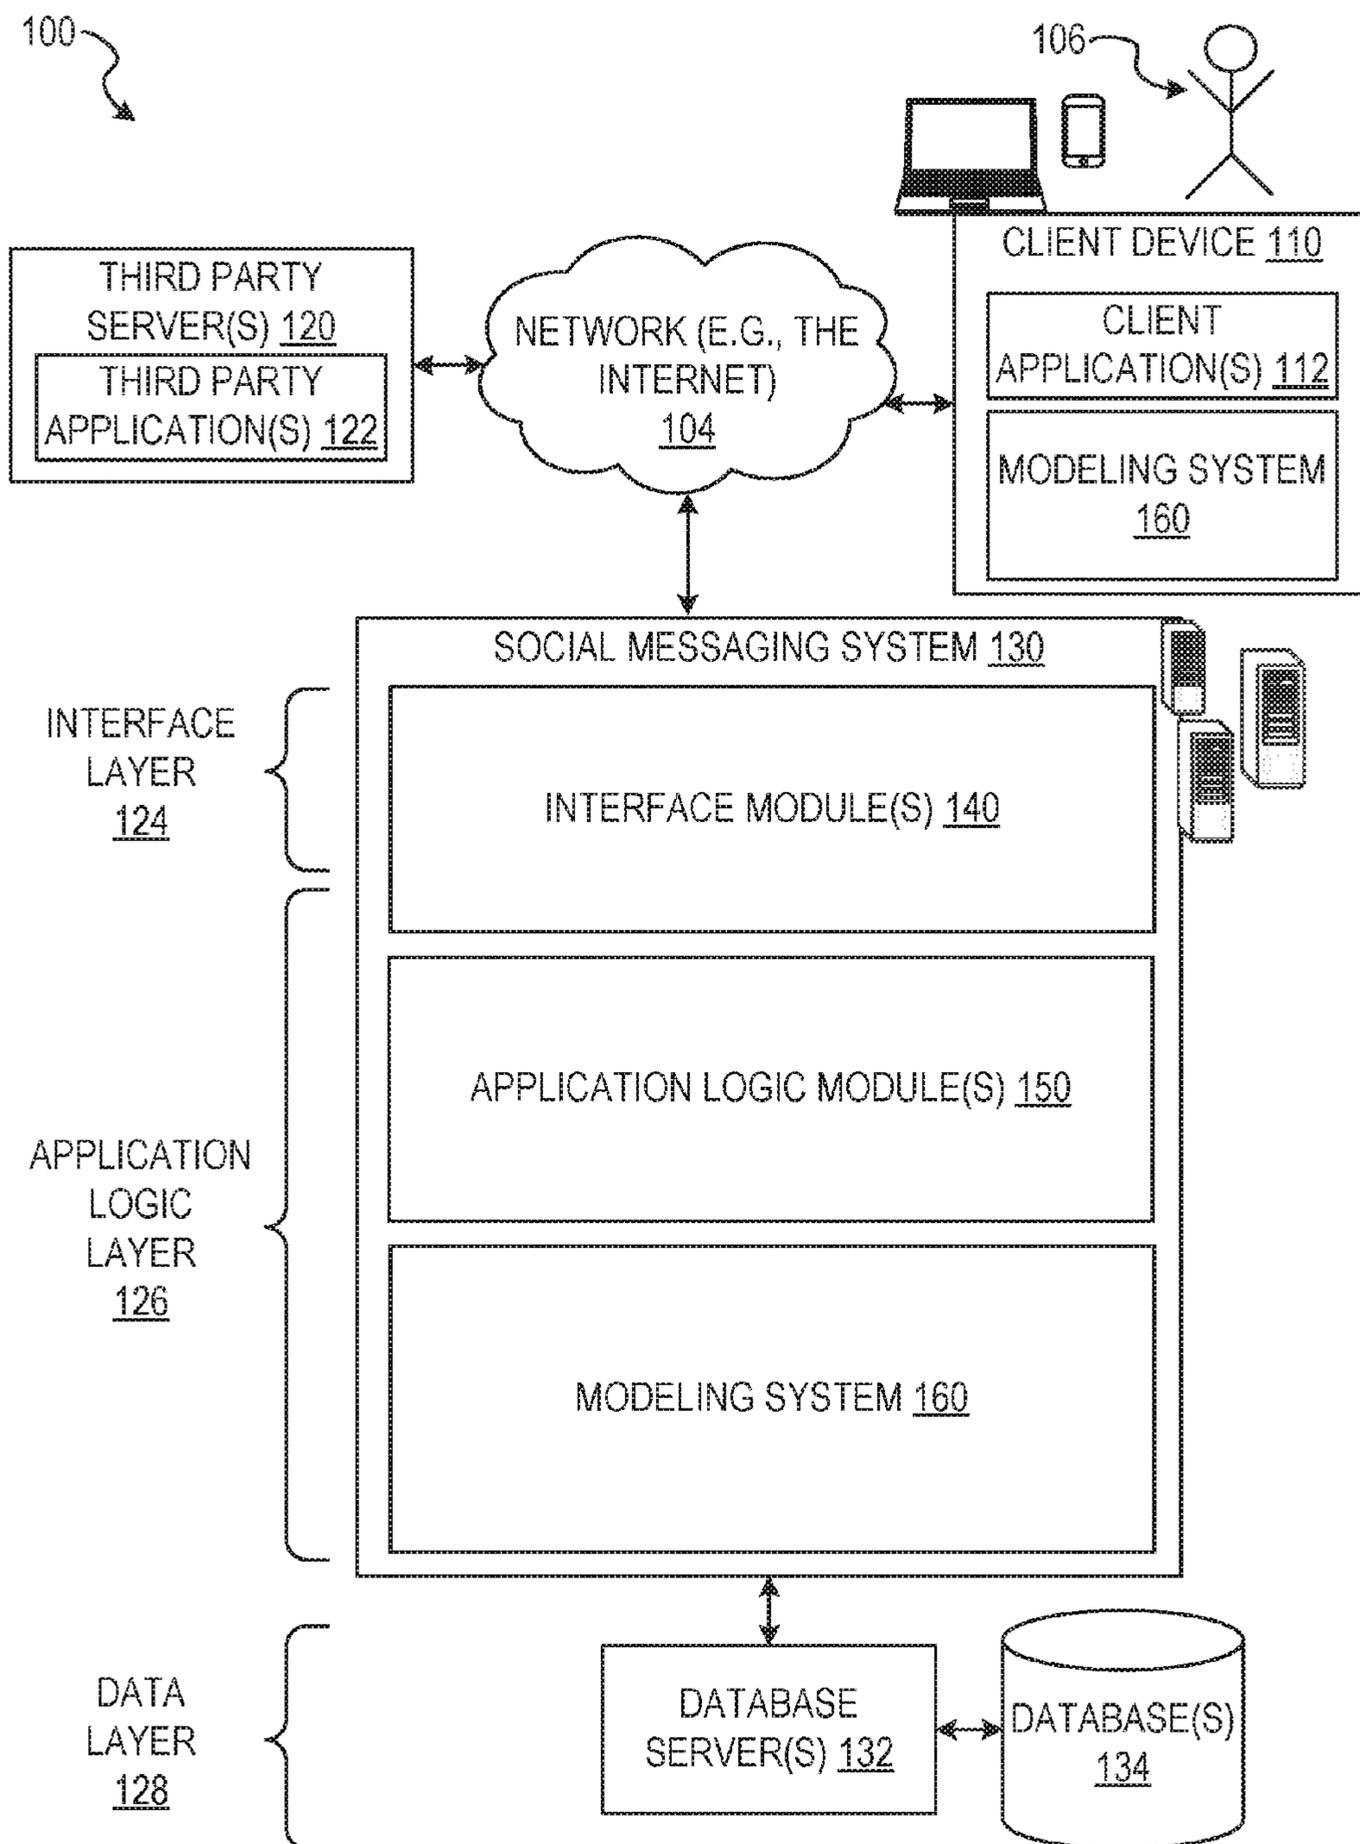 100
106
CLIENT DEVICE 110
CLIENT
APPLICATION(S) 112
MODELING SYSTEM
160
THIRD PARTY
SERVER(S) 120
THIRD PARTY
APPLICATION(S) 122
NETWORK (E.G., THE
INTERNET)
104
SOCIAL MESSAGING SYSTEM 130
INTERFACE
LAYER
124
INTERFACE MODULE(S) 140
APPLICATION LOGIC MODULE(S) 150
APPLICATION
LOGIC
LAYER
126
MODELING SYSTEM 160
DATA
LAYER
128
DATABASE
SERVER(S) 132
DATABASE(S)
134